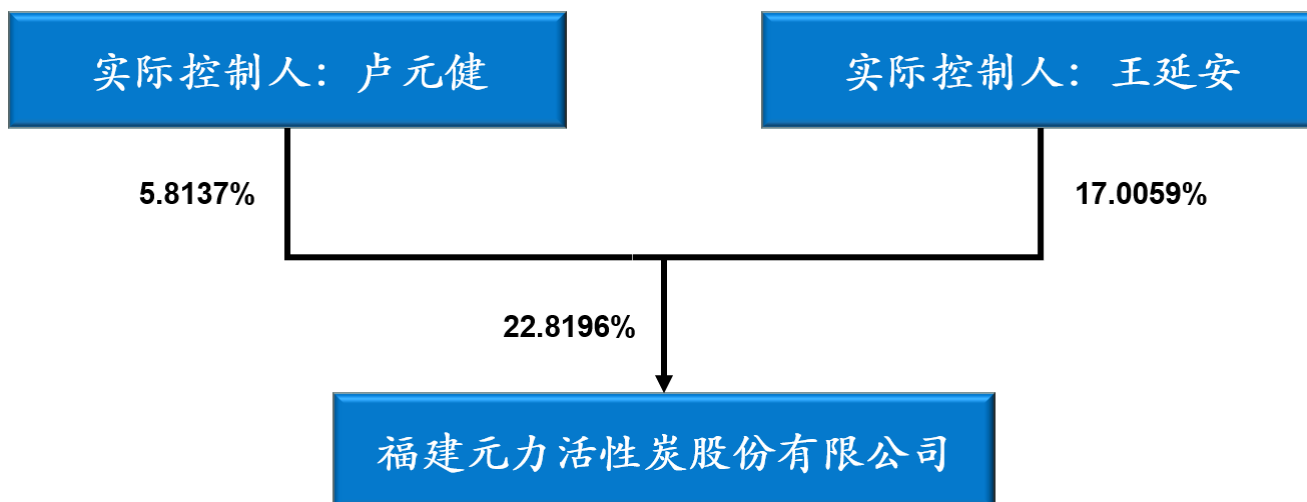 实际控制人：卢元健
实际控制人：王延安
5.8137%
17.0059%
22.8196%
福建元力活性炭股份有限公司